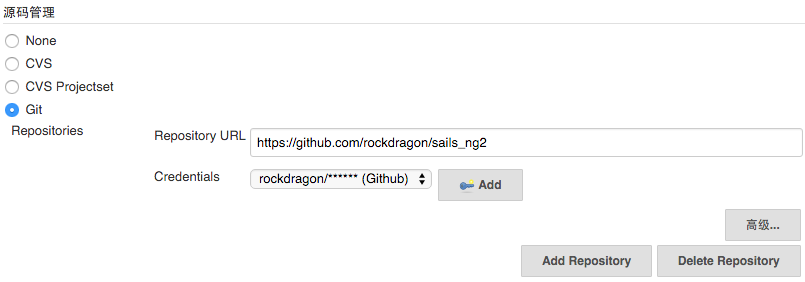 源码管理
None
CVS
CVS Projectset
Git
Repositories
Repository URL https://github.com/rockdragon/sails_ng2
Credentials rockdragon/****** (Github) Add
高级...
Add Repository Delete Repository